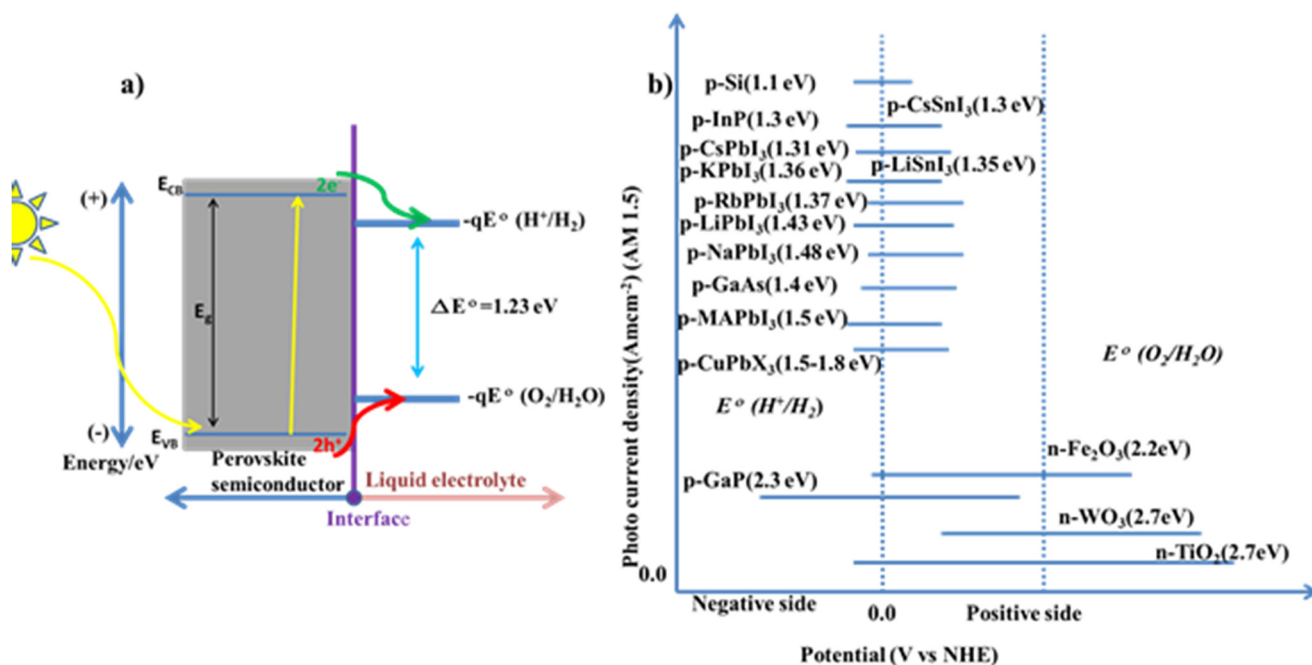 a)
E_CB
(+)
2e⁻
-qE° (H⁺/H₂)
E_g
△E°=1.23 eV
-qE° (O₂/H₂O)
(-)
E_VB
2h⁺
Energy/eV
Perovskite
semiconductor
Liquid electrolyte
Interface
b)
Photo current density(Amcm⁻²) (AM 1.5)
p-Si(1.1 eV)
p-CsSnI₃(1.3 eV)
p-InP(1.3 eV)
p-CsPbI₃(1.31 eV)
p-KPbI₃(1.36 eV)
p-LiSnI₃(1.35 eV)
p-RbPbI₃(1.37 eV)
p-LiPbI₃(1.43 eV)
p-NaPbI₃(1.48 eV)
p-GaAs(1.4 eV)
p-MAPbI₃(1.5 eV)
p-CuPbX₃(1.5-1.8 eV)
E° (O₂/H₂O)
E° (H⁺/H₂)
n-Fe₂O₃(2.2eV)
p-GaP(2.3 eV)
n-WO₃(2.7eV)
n-TiO₂(2.7eV)
0.0
Negative side
0.0
Positive side
Potential (V vs NHE)